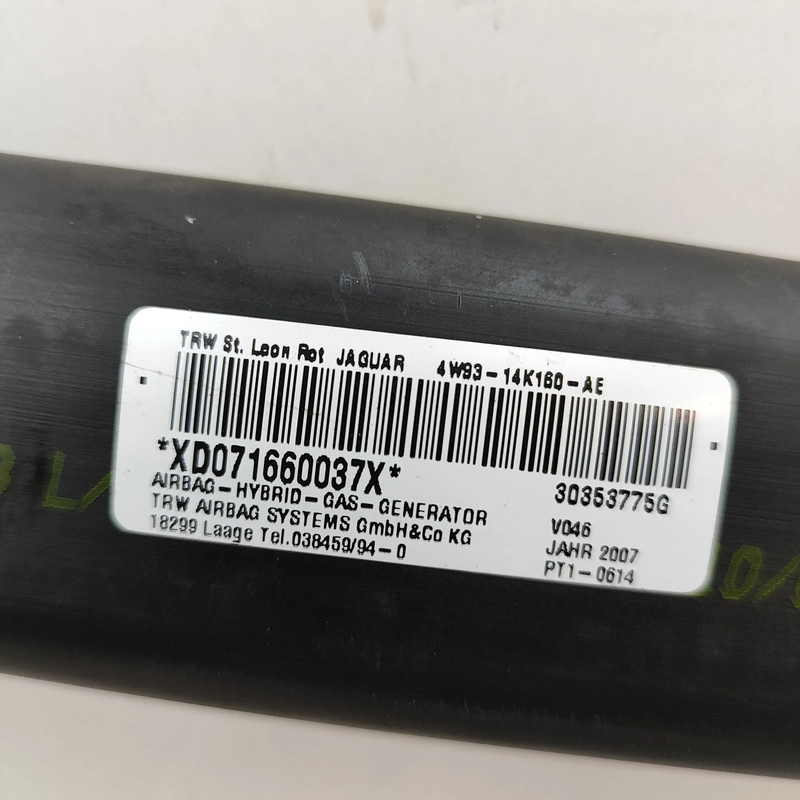 TRW St. Leon Rot JAGUAR 4W93-14K160-AE
*XD071660037X* 30353775G
AIRBAG-HYBRID-GAS-GENERATOR
TRW AIRBAG SYSTEMS GmbH&Co KG V046
18299 Laage Tel.038459/94-0 JAHR 2007
PT1-0614